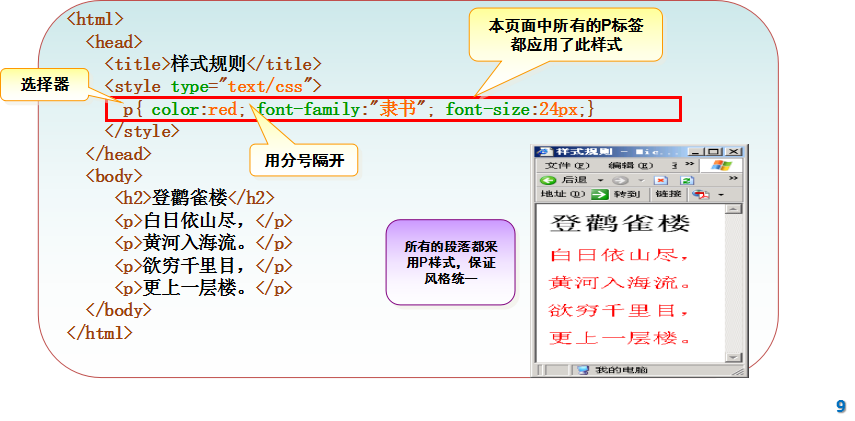 <html>
<head>
<title>样式规则</title>
<style type="text/css">
p{ color:red; font-family:"隶书"; font-size:24px;}
</style>
</head>
<body>
<h2>登鹳雀楼</h2>
<p>白日依山尽，</p>
<p>黄河入海流。</p>
<p>欲穷千里目，</p>
<p>更上一层楼。</p>
</body>
</html>
本页面中所有的P标签
都应用了此样式
选择器
用分号隔开
所有的段落都采
用P样式，保证
风格统一
样式规则 - Mic...
文件(F) 编辑(E) »
后退 »
地址(D) 转到 链接 »
登鹳雀楼
白日依山尽，
黄河入海流。
欲穷千里目，
更上一层楼。
我的电脑
9